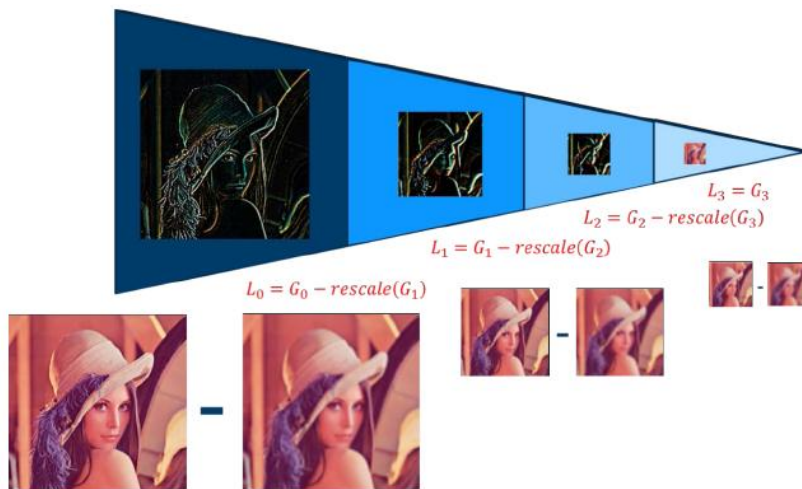 L₃ = G₃
L₂ = G₂ − rescale(G₃)
L₁ = G₁ − rescale(G₂)
L₀ = G₀ − rescale(G₁)